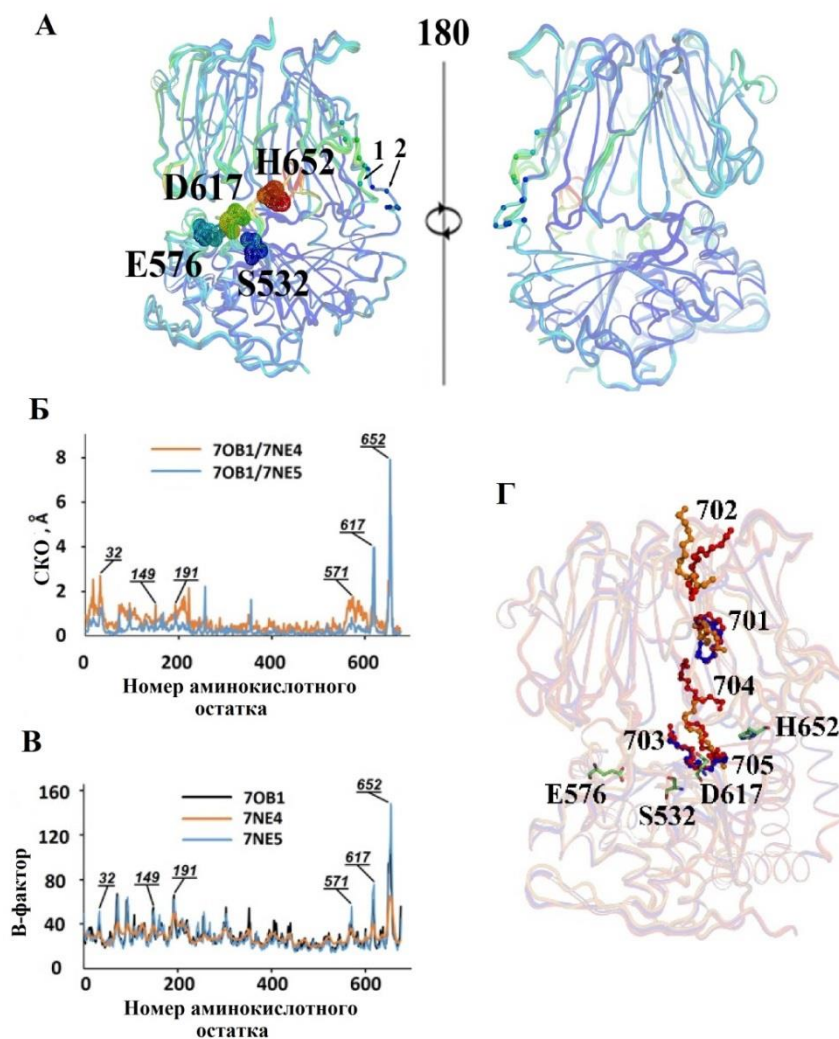 А
180
1
2
H652
D617
E576
S532
Б
7OB1/7NE4
7OB1/7NE5
8
6
4
2
0
СКО, Å
32
149
191
571
617
652
0
200
400
600
Номер аминокислотного
остатка
В
7OB1
7NE4
7NE5
160
120
80
40
0
В-фактор
32
149
191
571
617
652
0
200
400
600
Номер аминокислотного
остатка
Г
702
701
704
H652
703
705
E576
D617
S532